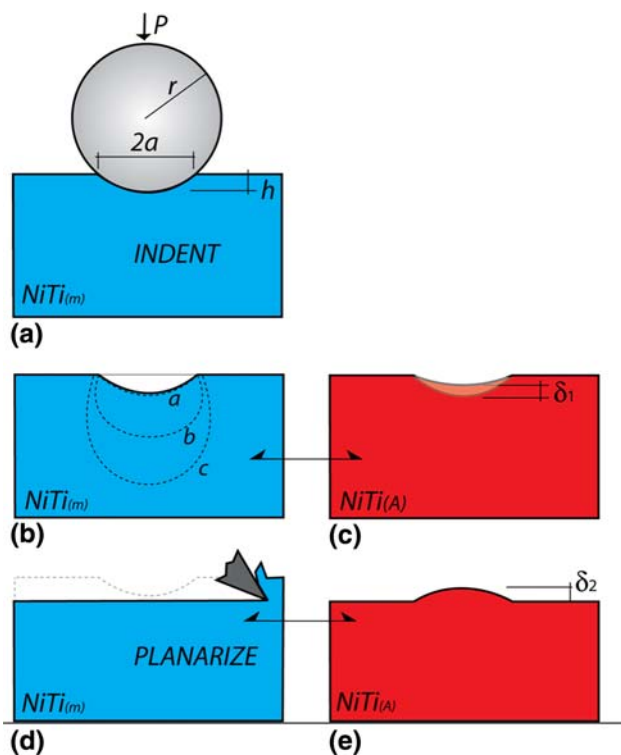 P
r
2a
h
INDENT
NiTi(m)
(a)
a
b
c
NiTi(m)
(b)
δ1
NiTi(A)
(c)
PLANARIZE
NiTi(m)
(d)
δ2
NiTi(A)
(e)